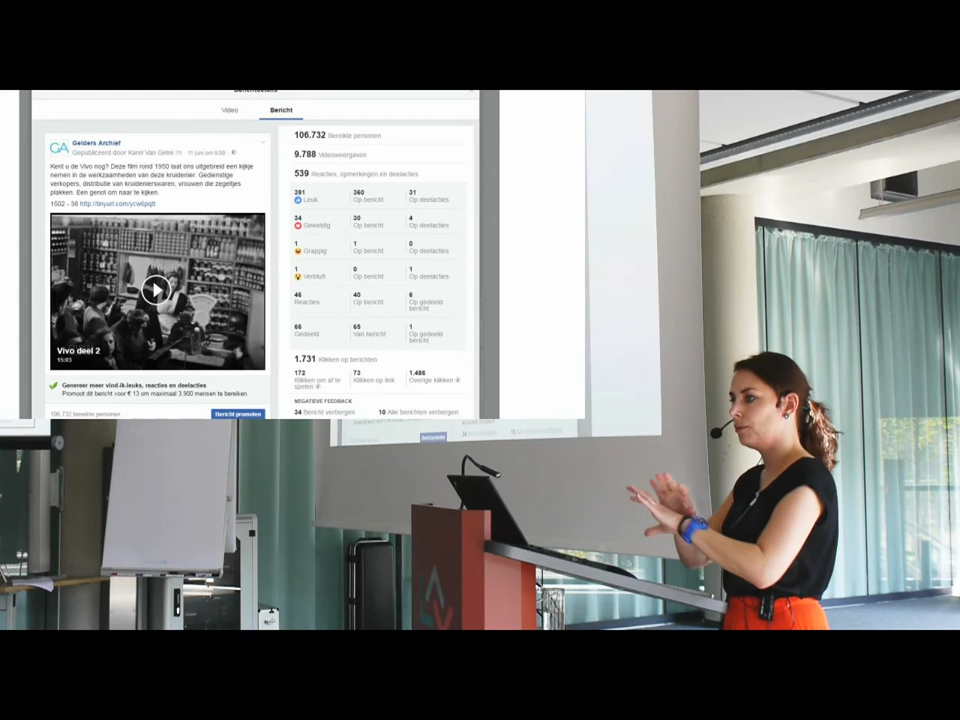 Berichtdetails
Video
Bericht
GA
Gelders Archief
Gepubliceerd door Karel Van Gelre [?] · 11 juni om 9:00 ·
Kent u de Vivo nog? Deze film rond 1950 laat ons uitgebreid een kijkje
nemen in de werkzaamheden van deze kruidenier. Gedienstige
verkopers, distributie van kruidenierswaren, vrouwen die zegeltjes
plakken. Een genot om naar te kijken.
1502 - 36 http://tinyurl.com/ycw6pqtt
Vivo deel 2
15:03
Genereer meer vind-ik-leuks, reacties en deelacties
Promoot dit bericht voor € 13 om maximaal 3.900 mensen te bereiken.
106.732 bereikte personen
Bericht promoten
106.732 Bereikte personen
9.788 Videoweergaven
539 Reacties, opmerkingen en deelacties
391 360 31
Leuk Op bericht Op deelacties
34 30 4
Geweldig Op bericht Op deelacties
1 1 0
Grappig Op bericht Op deelacties
1 0 1
Verbluft Op bericht Op deelacties
46 40 6
Reacties Op bericht Op gedeeld
bericht
66 65 1
Gedeeld Van bericht Op gedeeld
bericht
1.731 Klikken op berichten
172 73 1.486
Klikken om af te Klikken op link Overige klikken
spelen
NEGATIEVE FEEDBACK
34 Bericht verbergen 10 Alle berichten verbergen